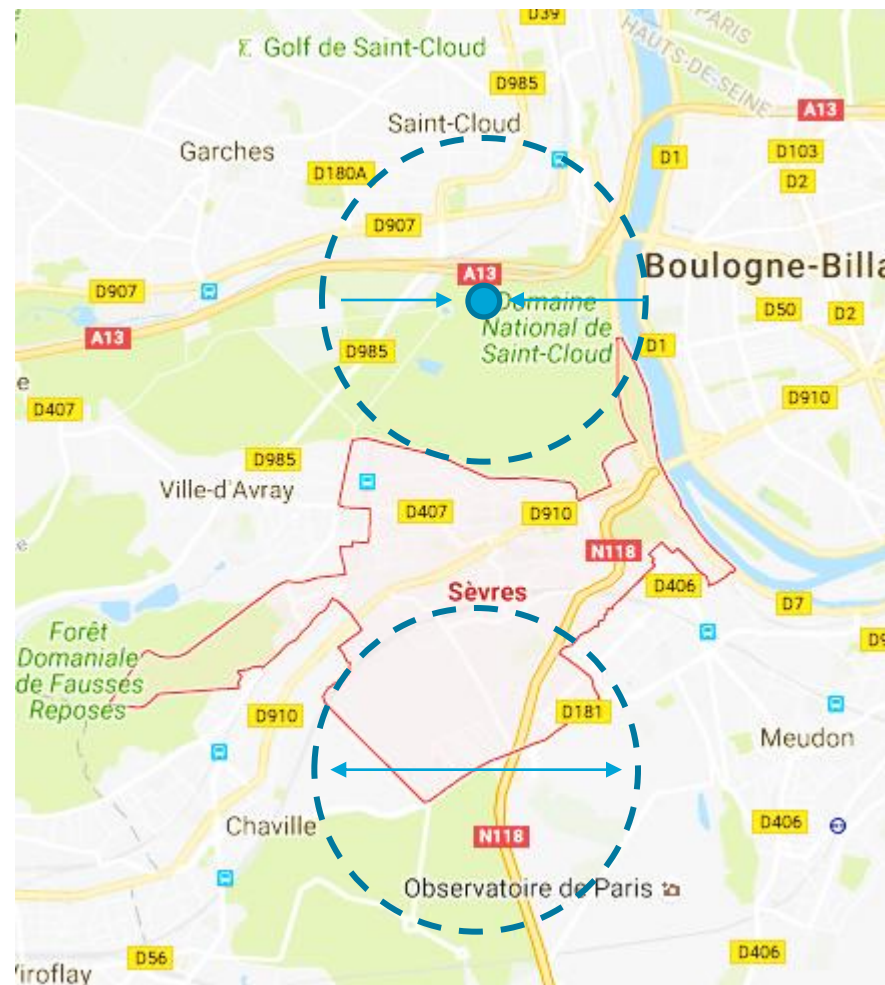 D39
PARIS
HAUTS-DE-SEINE
Golf de Saint-Cloud
D985
A13
Saint-Cloud
Garches
D1
D103
D180A
D2
D907
A13
Boulogne-Billa
D907
Domaine
National de
Saint-Cloud
D50
D2
A13
D985
D1
e
D407
D910
D985
Ville-d'Avray
D407
D910
N118
Sèvres
D406
D7
Forêt
Domaniale
de Fausses
Reposes
D9
D910
D181
Meudon
Chaville
N118
D406
Observatoire de Paris
D56
D406
Viroflay